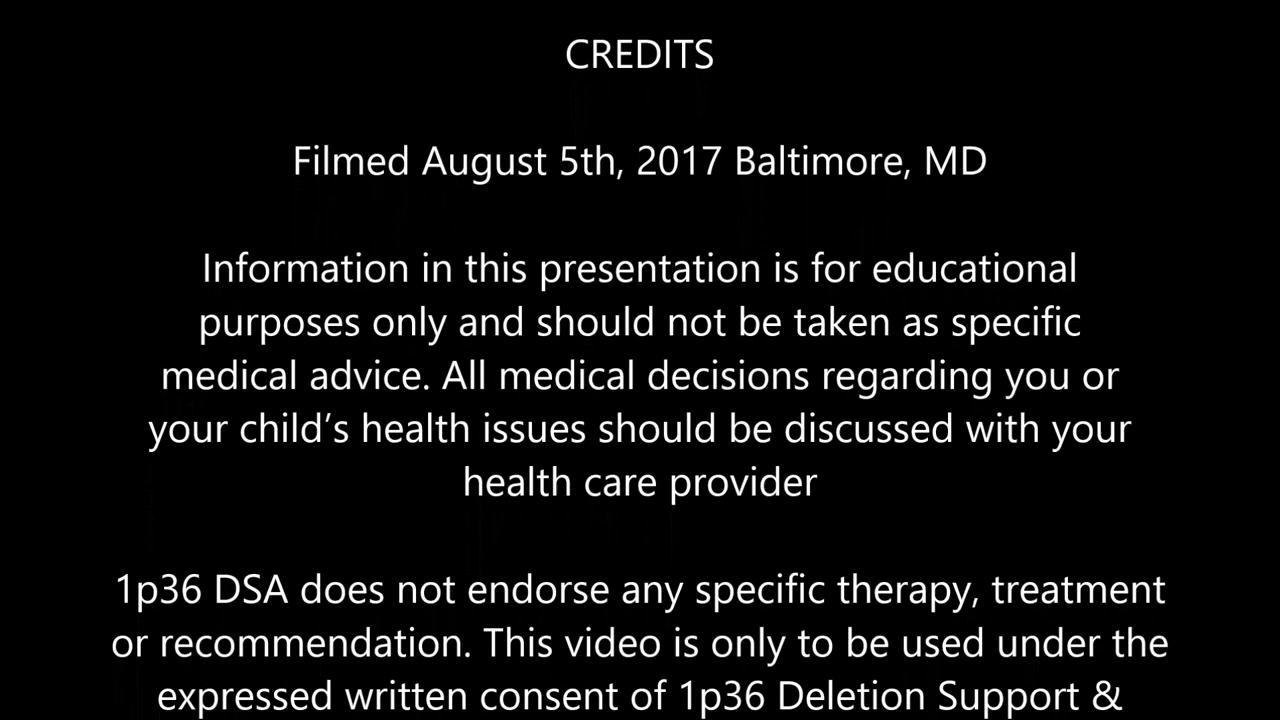 CREDITS
Filmed August 5th, 2017 Baltimore, MD
Information in this presentation is for educational
purposes only and should not be taken as specific
medical advice. All medical decisions regarding you or
your child’s health issues should be discussed with your
health care provider
1p36 DSA does not endorse any specific therapy, treatment
or recommendation. This video is only to be used under the
expressed written consent of 1p36 Deletion Support &